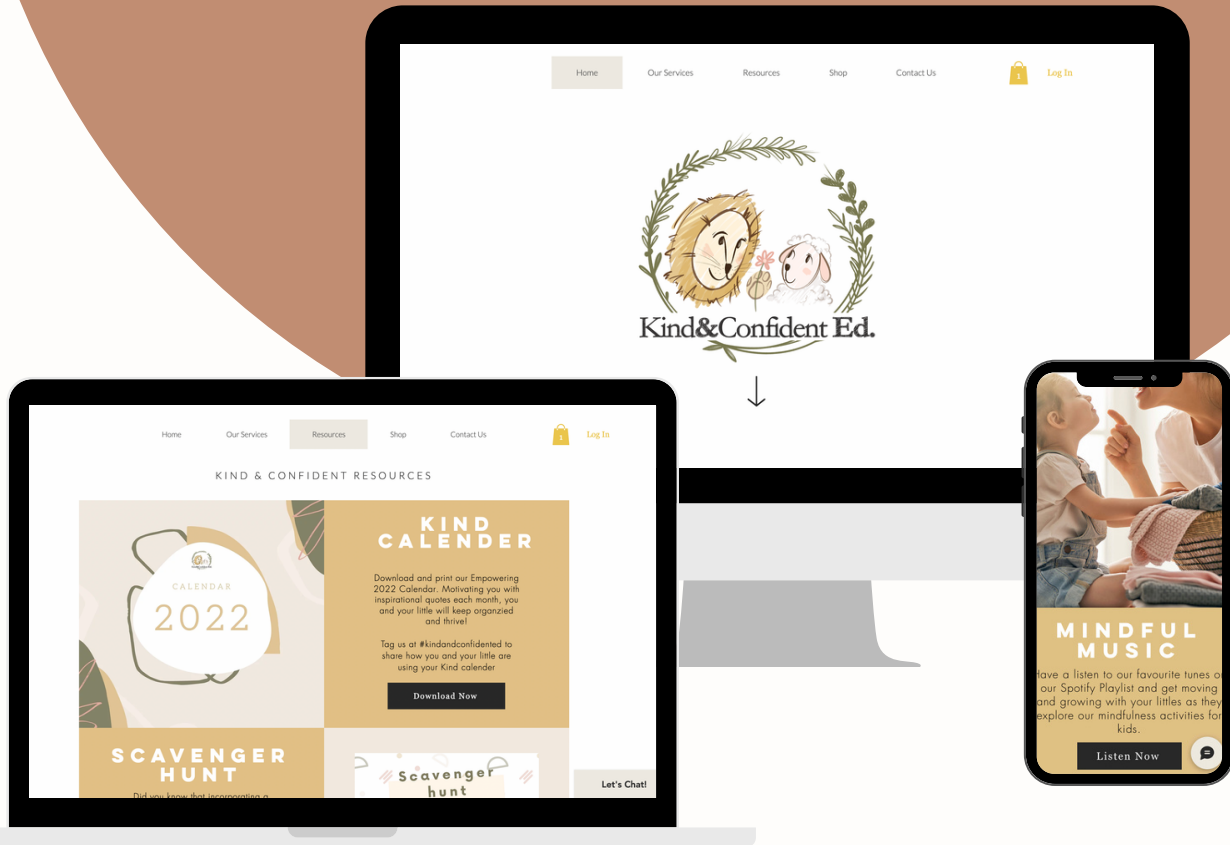 Home Our Services Resources Shop Contact Us 1 Log In
Kind&Confident Ed.
Home Our Services Resources Shop Contact Us 1 Log In
KIND & CONFIDENT RESOURCES
CALENDAR
2022
KIND
CALENDER
Download and print our Empowering
2022 Calendar. Motivating you with
inspirational quotes each month, you
and your little will keep organzied
and thrive!
Tag us at #kindandconfidented to
share how you and your little are
using your Kind calender
Download Now
SCAVENGER
HUNT
Did you know that incorporating a
Scavenger
hunt
Let's Chat!
MINDFUL
MUSIC
Have a listen to our favourite tunes on
our Spotify Playlist and get moving
and growing with your littles as they
explore our mindfulness activities for
kids.
Listen Now